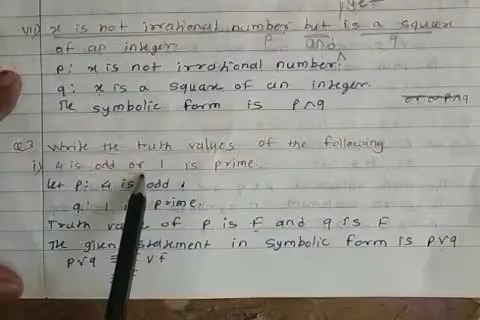 vii) x is not irrational number but is a square
of an integer. p and q
p: x is not irrational number.
q: x is a square of an integer.
The symbolic form is p∧q
Q3 Write the truth values of the following
i) 4 is odd or 1 is prime.
Let p: 4 is odd
q: 1 is prime.
Truth value of p is F and q is F
The given statement in symbolic form is p∨q
p∨q ≡ F ∨ F